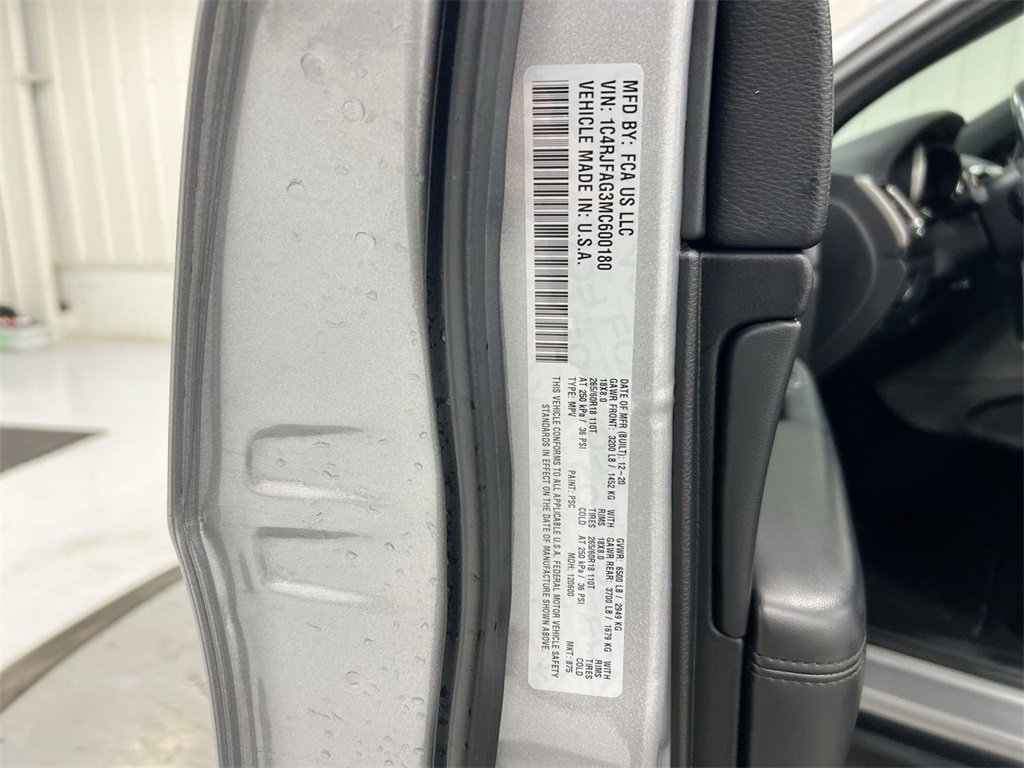 MFD BY: FCA US LLC
VIN: 1C4RJFAG3MC600180
VEHICLE MADE IN: U.S.A.
DATE OF MFR (BUILT): 12-20 GVWR: 6500 LB / 2949 KG
GAWR FRONT: 3200 LB / 1452 KG WITH GAWR REAR: 3700 LB / 1679 KG WITH
18X8.0 RIMS 18X8.0 RIMS
265/60R18 110T TIRES 265/60R18 110T TIRES
AT 250 kPa / 36 PSI COLD AT 250 kPa / 36 PSI COLD
TYPE: MPV PAINT: PSC MDH: 120600 MKT: 875
THIS VEHICLE CONFORMS TO ALL APPLICABLE U.S.A. FEDERAL MOTOR VEHICLE SAFETY
STANDARDS IN EFFECT ON THE DATE OF MANUFACTURE SHOWN ABOVE.